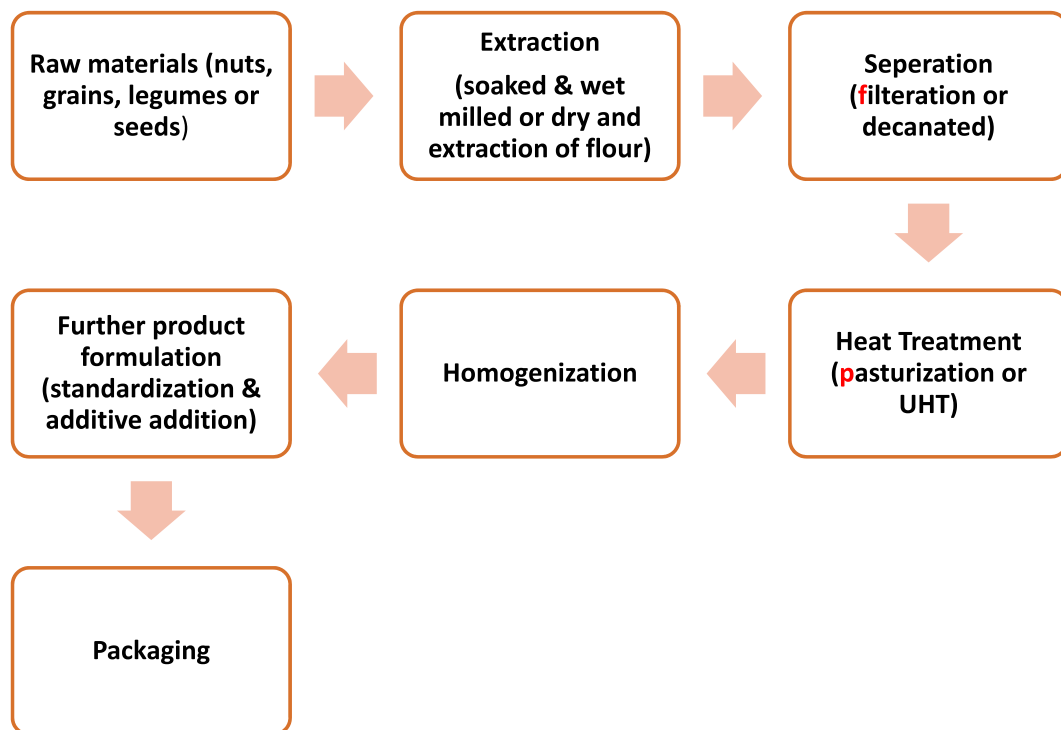 Raw materials (nuts,
grains, legumes or
seeds)
Extraction
(soaked & wet
milled or dry and
extraction of flour)
Seperation
(filteration or
decanated)
Heat Treatment
(pasturization or
UHT)
Homogenization
Further product
formulation
(standardization &
additive addition)
Packaging